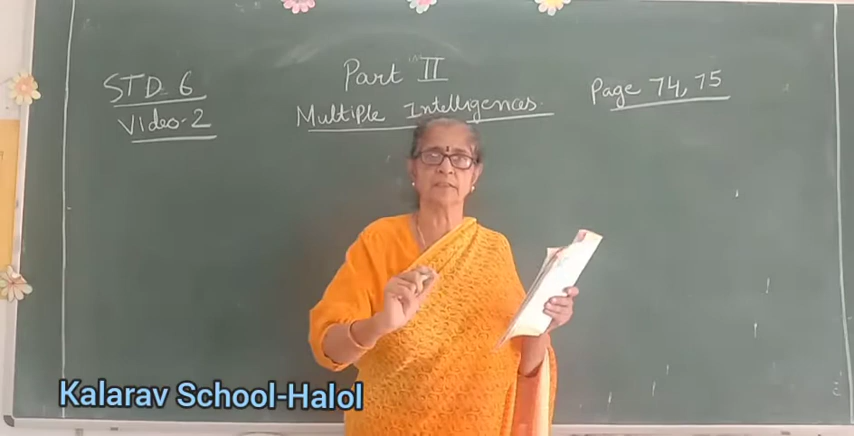 STD 6
Video-2
Part II
Multiple Intelligences.
Page 74, 75
Kalarav School-Halol